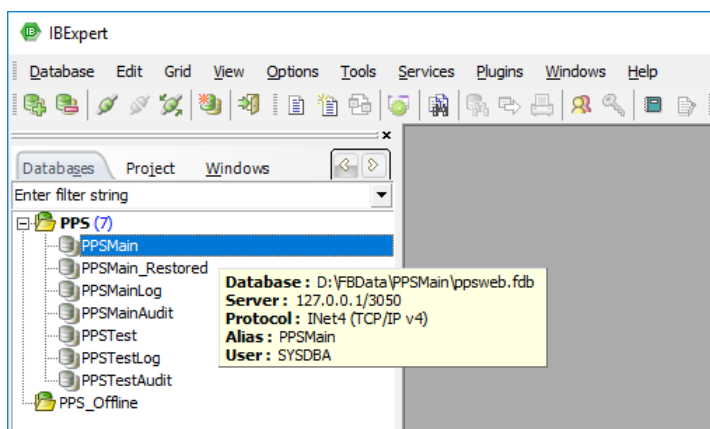 IBExpert
Database Edit Grid View Options Tools Services Plugins Windows Help
Databases Project Windows
Enter filter string
PPS (7)
PPSMain
PPSMain_Restored
PPSMainLog
PPSMainAudit
PPSTest
PPSTestLog
PPSTestAudit
PPS_Offline
Database : D:\FBData\PPSMain\ppsweb.fdb
Server : 127.0.0.1/3050
Protocol : INet4 (TCP/IP v4)
Alias : PPSMain
User : SYSDBA